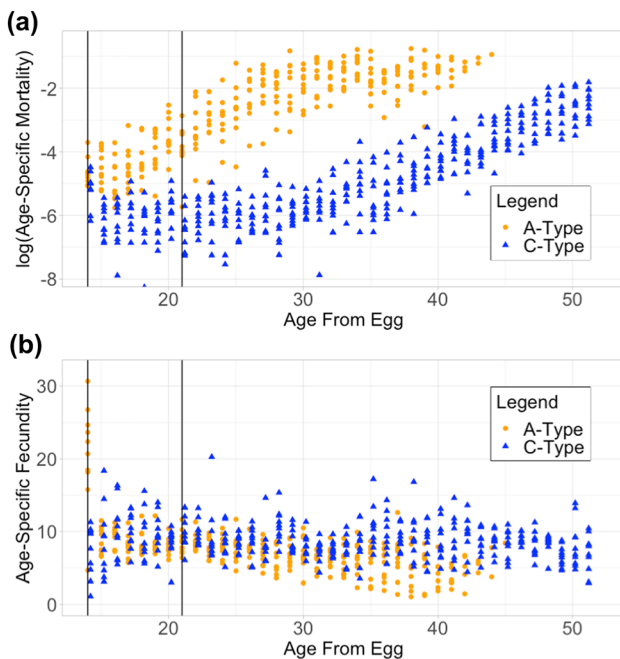 (a)
log(Age-Specific Mortality)
-2
-4
-6
-8
Legend
A-Type
C-Type
20
30
40
50
Age From Egg
(b)
Age-Specific Fecundity
30
20
10
0
Legend
A-Type
C-Type
20
30
40
50
Age From Egg